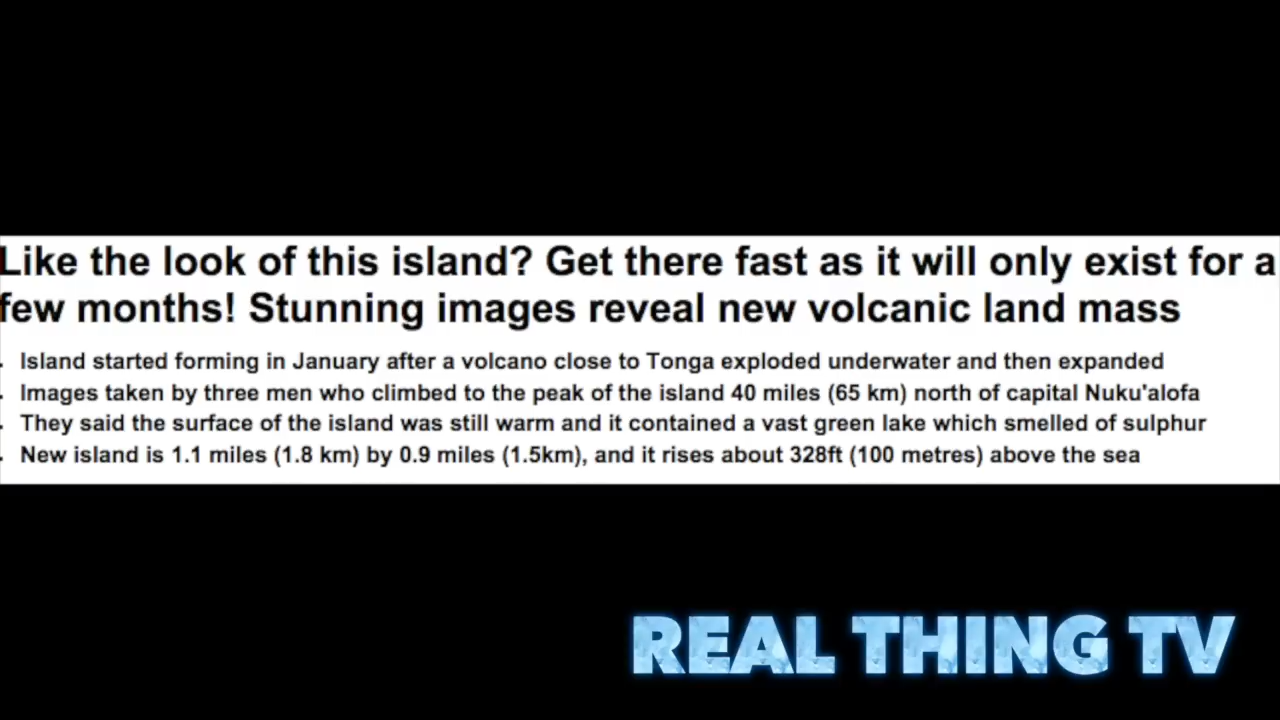 Like the look of this island? Get there fast as it will only exist for a
few months! Stunning images reveal new volcanic land mass
Island started forming in January after a volcano close to Tonga exploded underwater and then expanded
Images taken by three men who climbed to the peak of the island 40 miles (65 km) north of capital Nuku'alofa
They said the surface of the island was still warm and it contained a vast green lake which smelled of sulphur
New island is 1.1 miles (1.8 km) by 0.9 miles (1.5km), and it rises about 328ft (100 metres) above the sea
REAL THING TV